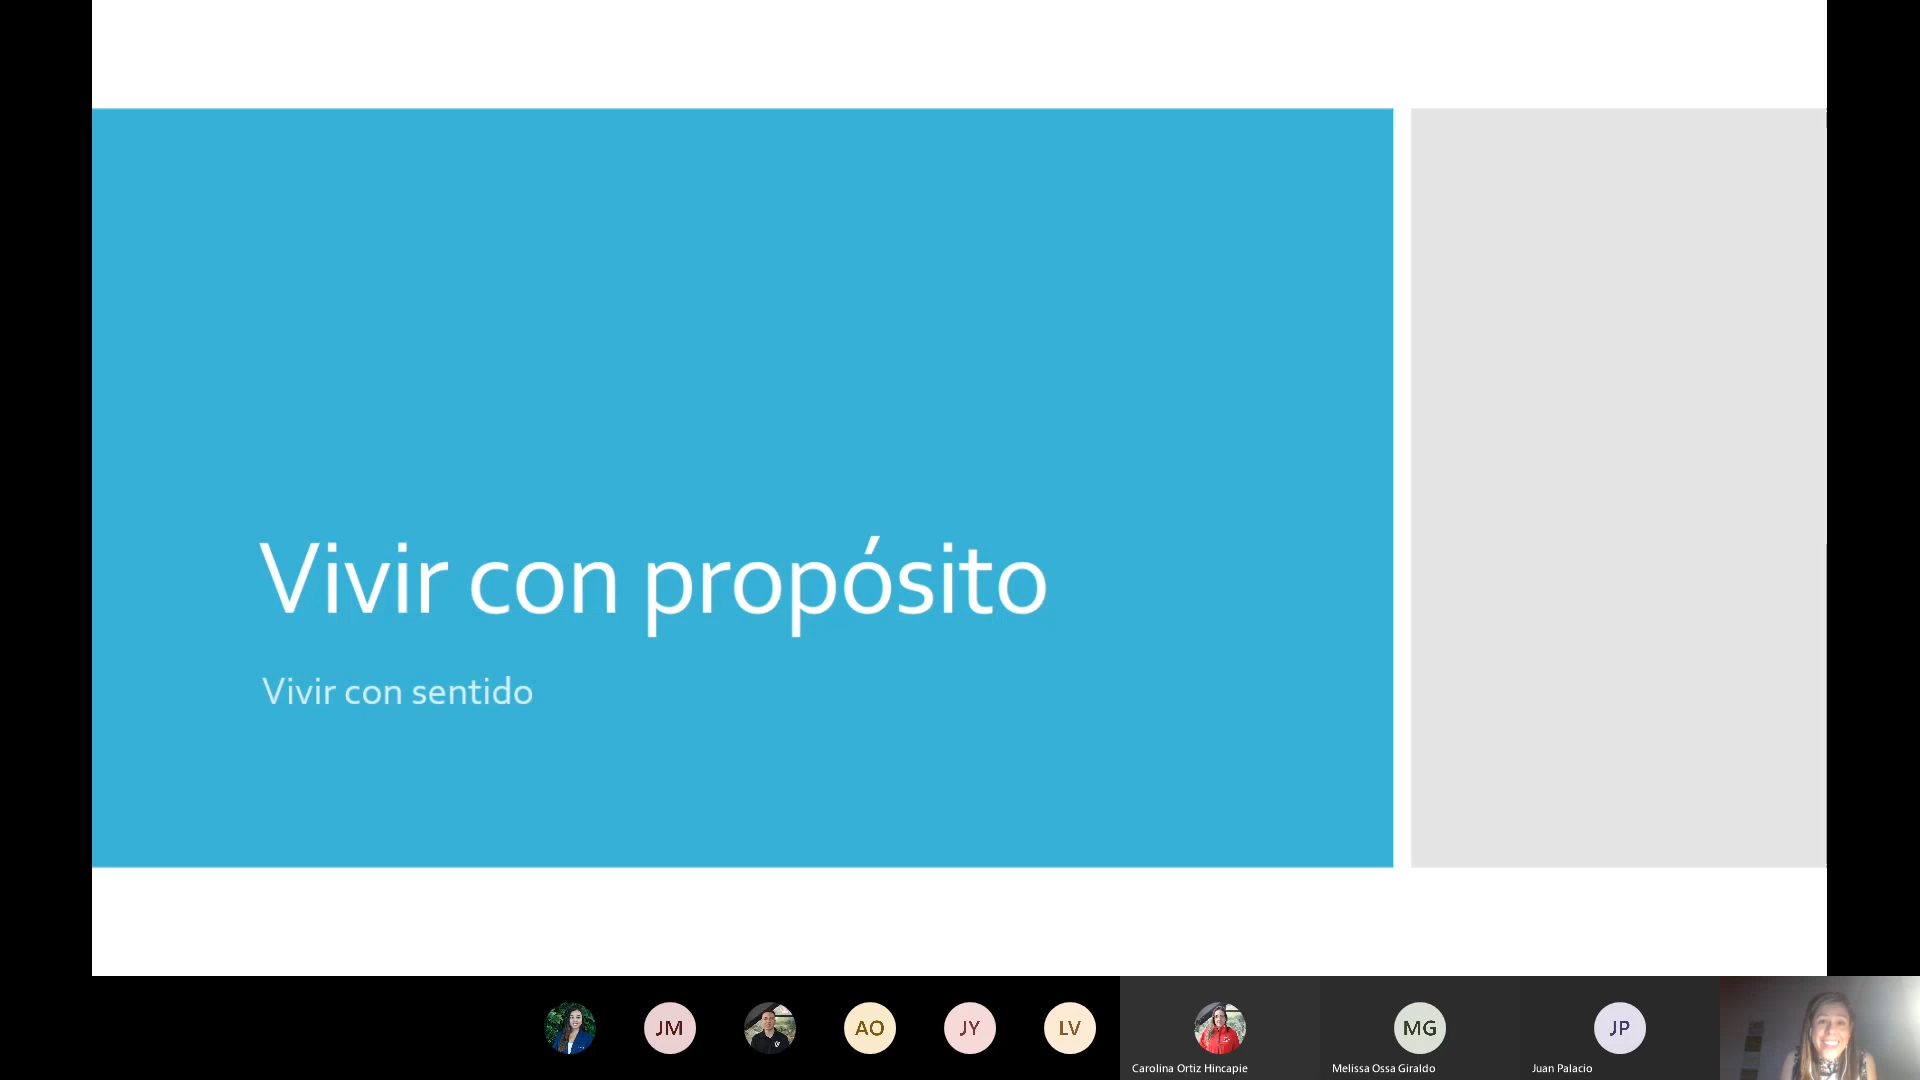 Vivir con propósito
Vivir con sentido
JM
AO
JY
LV
MG
JP
Carolina Ortiz Hincapie
Melissa Ossa Giraldo
Juan Palacio